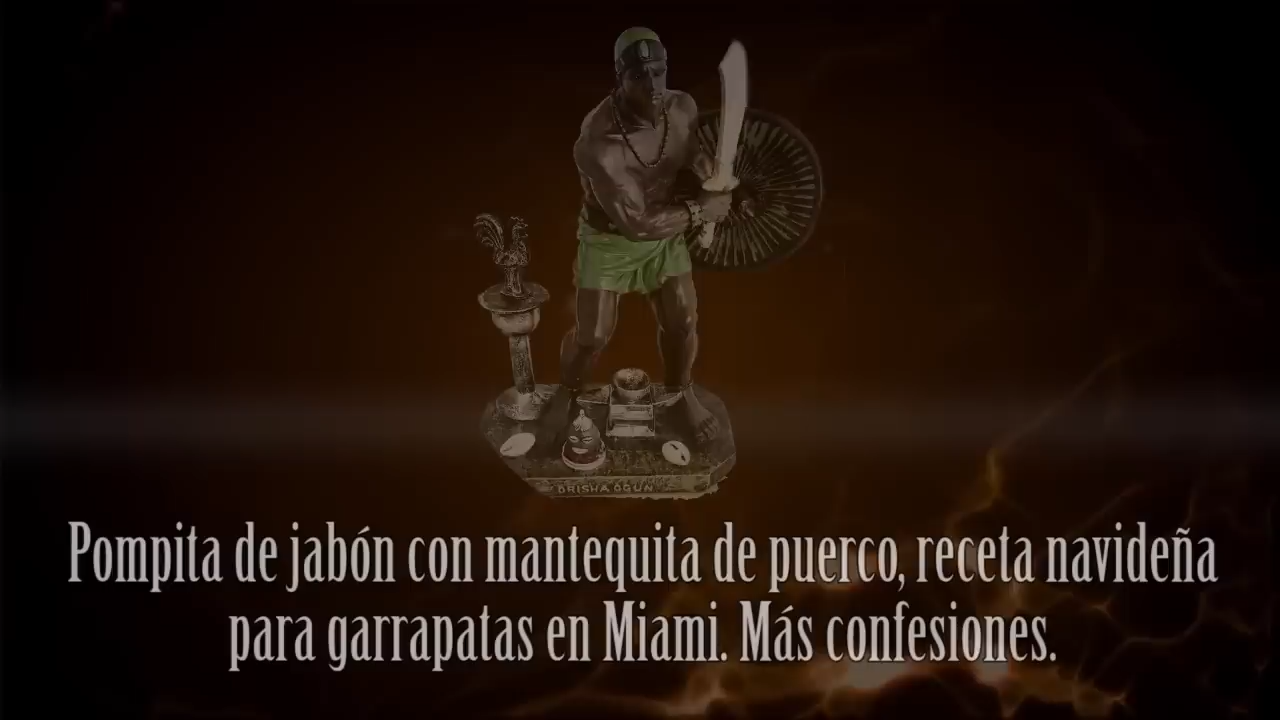 ORISHA OGUN
Pompita de jabón con mantequita de puerco, receta navideña
para garrapatas en Miami. Más confesiones.